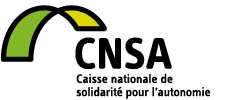 CNSA
Caisse nationale de
solidarité pour l'autonomie